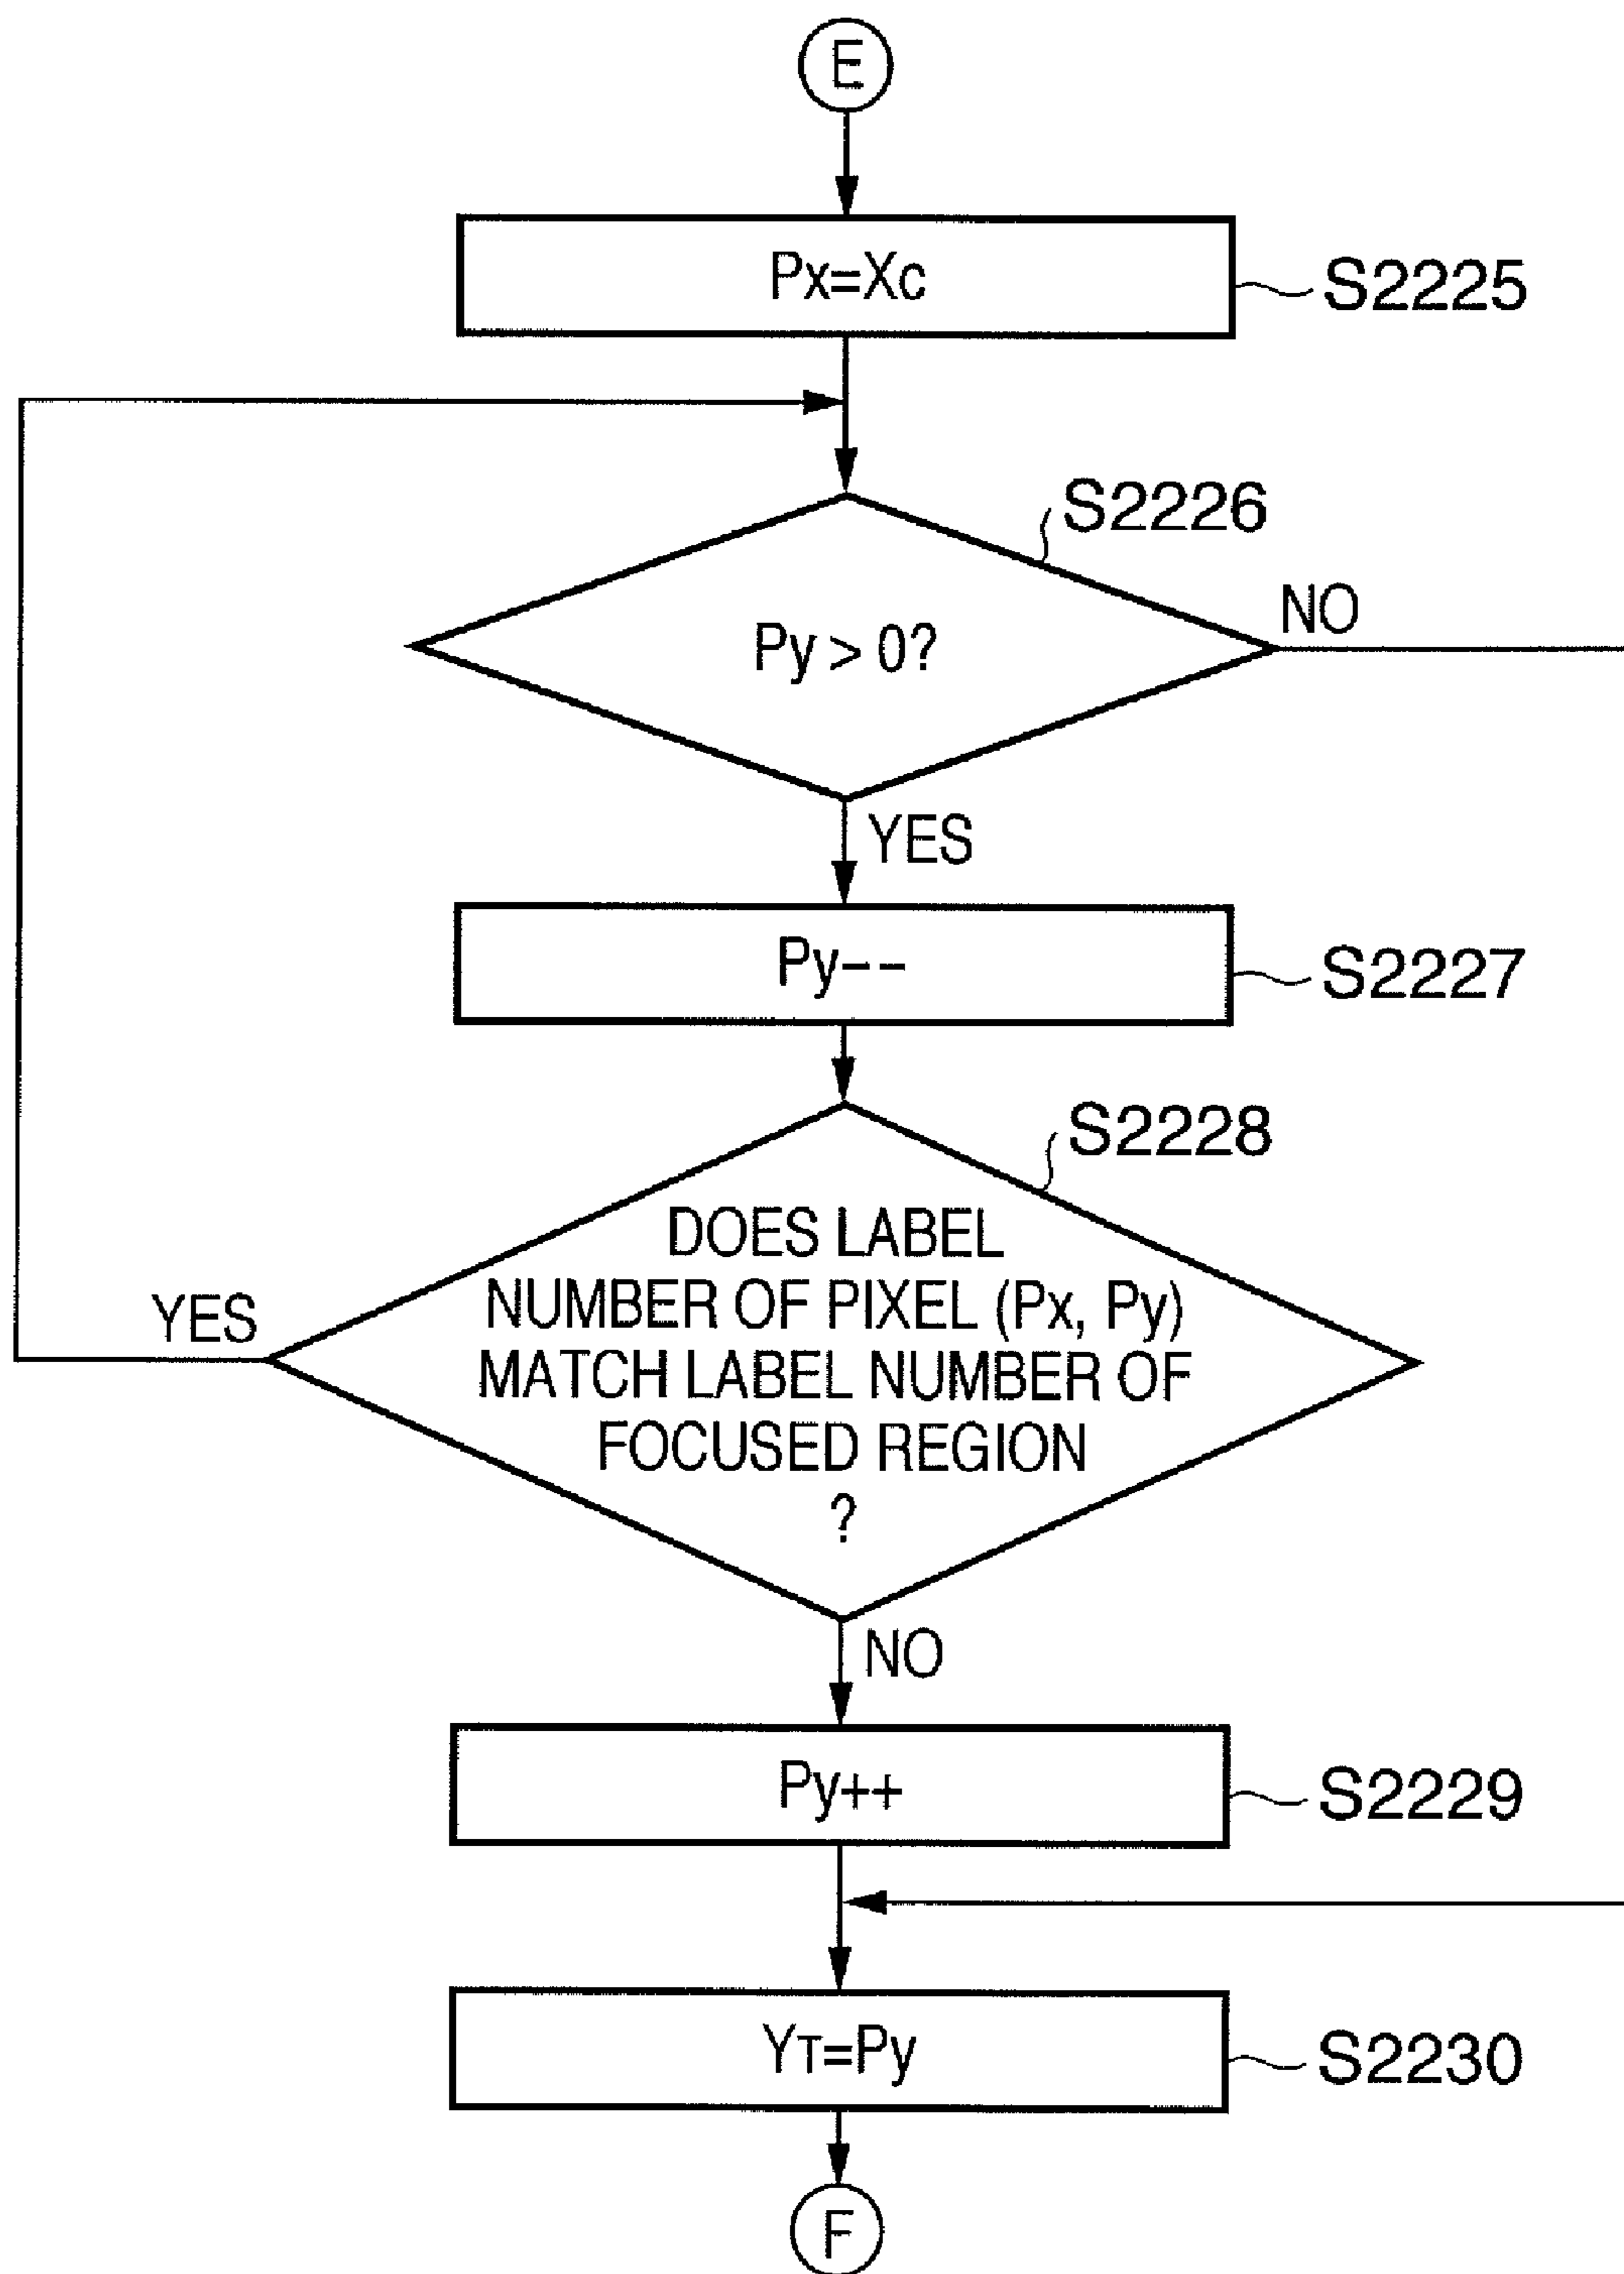 E
Px=Xc
S2225
S2226
Py > 0?
NO
YES
Py--
S2227
S2228
DOES LABEL
NUMBER OF PIXEL (Px, Py)
MATCH LABEL NUMBER OF
FOCUSED REGION
?
YES
NO
Py++
S2229
YT=Py
S2230
F